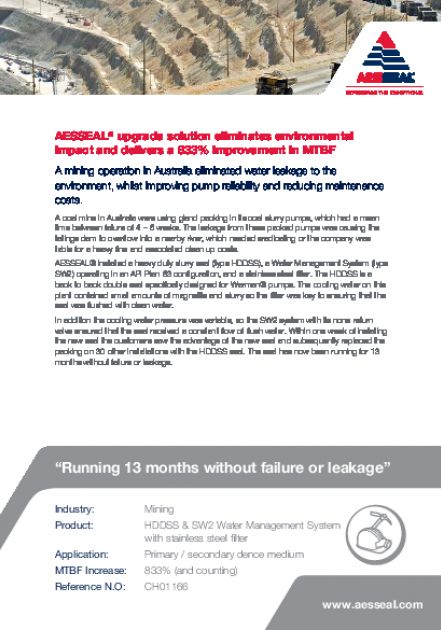 AESSEAL
REVERSING THE CONDITIONS
AESSEAL® upgrade solution eliminates environmental
impact and delivers a 833% improvement in MTBF
A mining operation in Australia eliminated water leakage to the
environment, whilst improving pump reliability and reducing maintenance
costs.
A coal mine in Australia were using gland packing in its coal slurry pumps, which had a mean
time between failure of 4 – 6 weeks. The leakage from these packed pumps was causing the
tailings dam to overflow into a nearby river, which needed eradicating or the company was
liable for a heavy fine and associated clean up costs.
AESSEAL® installed a heavy duty slurry seal (type HDDSS), a Water Management System (type
SW2) operating in an API Plan 53 configuration, and a stainless steel filter. The HDDSS is a
back to back double seal specifically designed for Warman® pumps. The cooling water on this
plant contained small amounts of magnetite and slurry so the filter was key to ensuring that the
seal was flushed with clean water.
In addition the cooling water pressure was variable, so the SW2 system with its none return
valve ensured that the seal received a constant flow of flush water. Within one week of installing
the new seal the customers saw the advantage of the new seal and subsequently replaced the
packing on 30 other installations with the HDDSS seal. The seal has now been running for 13
months without failure or leakage.
“Running 13 months without failure or leakage”
Industry: Mining
Product: HDDSS & SW2 Water Management System
with stainless steel filter
Application: Primary / secondary dence medium
MTBF Increase: 833% (and counting)
Reference N.O: CH01166
www.aesseal.com